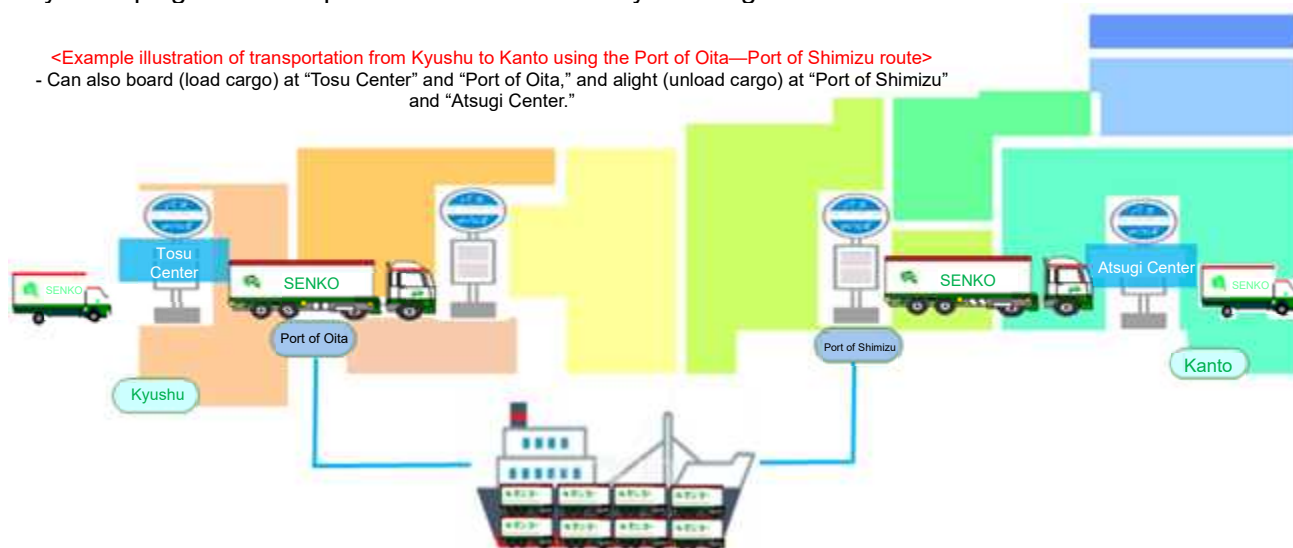 <Example illustration of transportation from Kyushu to Kanto using the Port of Oita—Port of Shimizu route>
- Can also board (load cargo) at “Tosu Center” and “Port of Oita,” and alight (unload cargo) at “Port of Shimizu”
and “Atsugi Center.”
Tosu
Center
Atsugi Center
SENKO
SENKO
SENKO
SENKO
Port of Oita
Port of Shimizu
Kyushu
Kanto